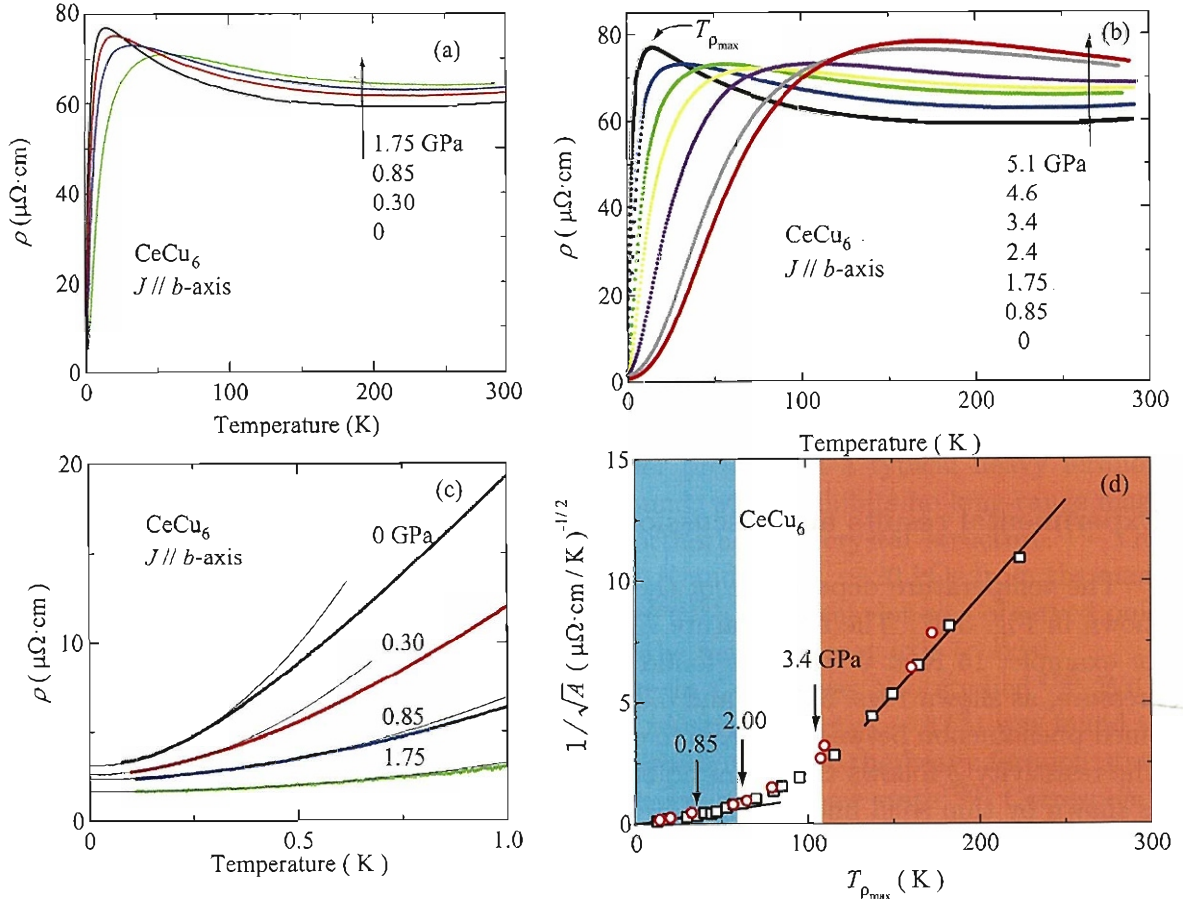 (a)
80
60
40
20
0
ρ ( μΩ·cm)
1.75 GPa
0.85
0.30
0
CeCu6
J // b-axis
0
100
200
300
Temperature (K)
(b)
Tρmax
80
60
40
20
0
ρ ( μΩ·cm)
5.1 GPa
4.6
3.4
2.4
1.75
0.85
0
CeCu6
J // b-axis
0
100
200
300
Temperature ( K )
(c)
20
10
0
ρ ( μΩ·cm)
CeCu6
J // b-axis
0 GPa
0.30
0.85
1.75
0
0.5
1.0
Temperature ( K )
(d)
15
10
5
0
1 / √A ( μΩ·cm / K )-1/2
CeCu6
3.4 GPa
2.00
0.85
0
100
200
300
Tρmax ( K )